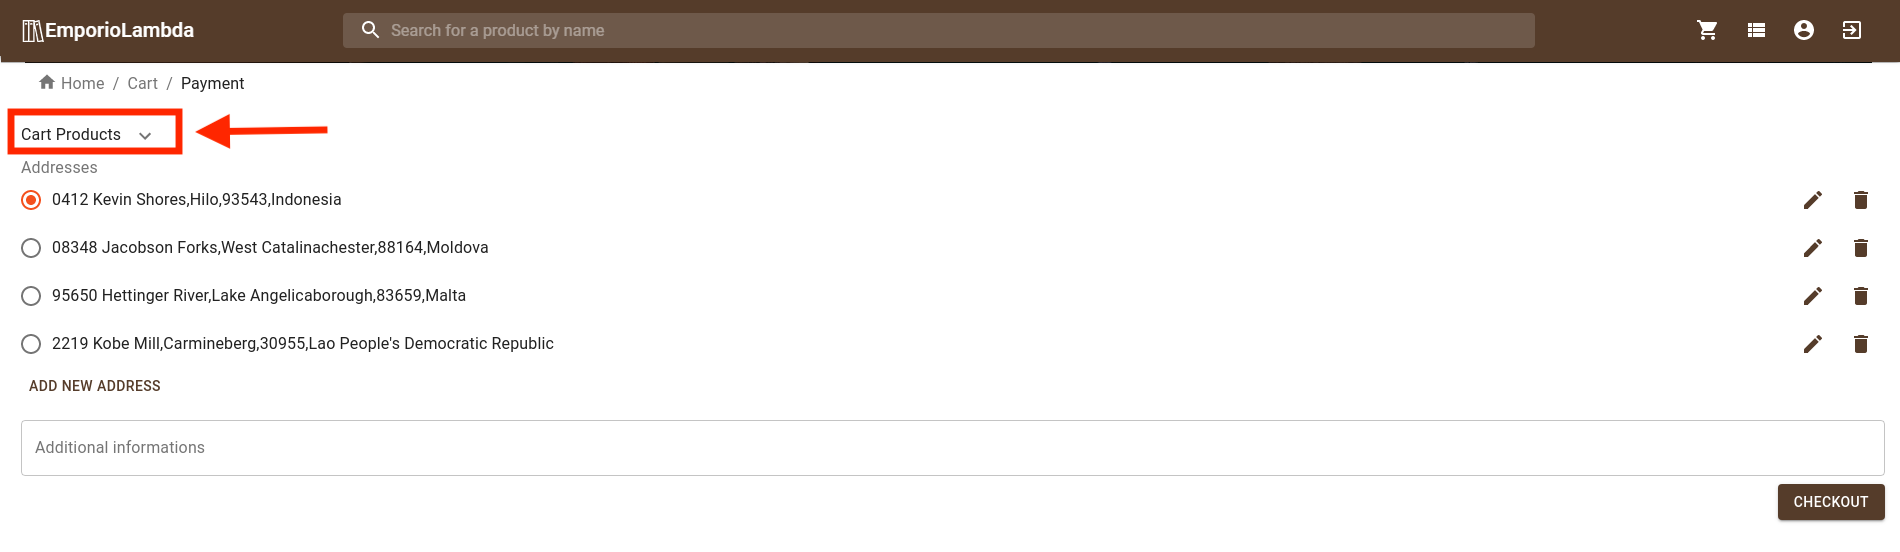 EmporioLambda
Search for a product by name
Home / Cart / Payment
Cart Products
Addresses
0412 Kevin Shores,Hilo,93543,Indonesia
08348 Jacobson Forks,West Catalinachester,88164,Moldova
95650 Hettinger River,Lake Angelicaborough,83659,Malta
2219 Kobe Mill,Carmineberg,30955,Lao People's Democratic Republic
ADD NEW ADDRESS
Additional informations
CHECKOUT